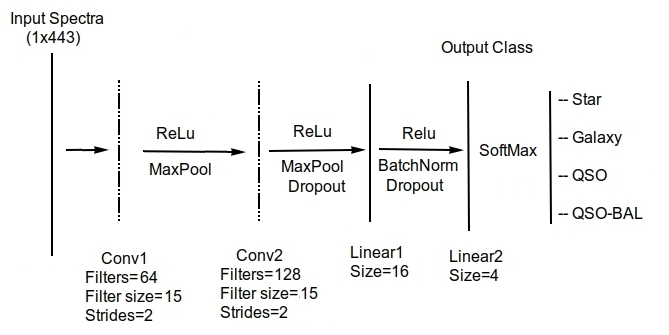 Input Spectra
(1x443)
Output Class
ReLu
MaxPool
ReLu
MaxPool
Dropout
Relu
BatchNorm
Dropout
SoftMax
-- Star
-- Galaxy
-- QSO
-- QSO-BAL
Conv1
Filters=64
Filter size=15
Strides=2
Conv2
Filters=128
Filter size=15
Strides=2
Linear1
Size=16
Linear2
Size=4